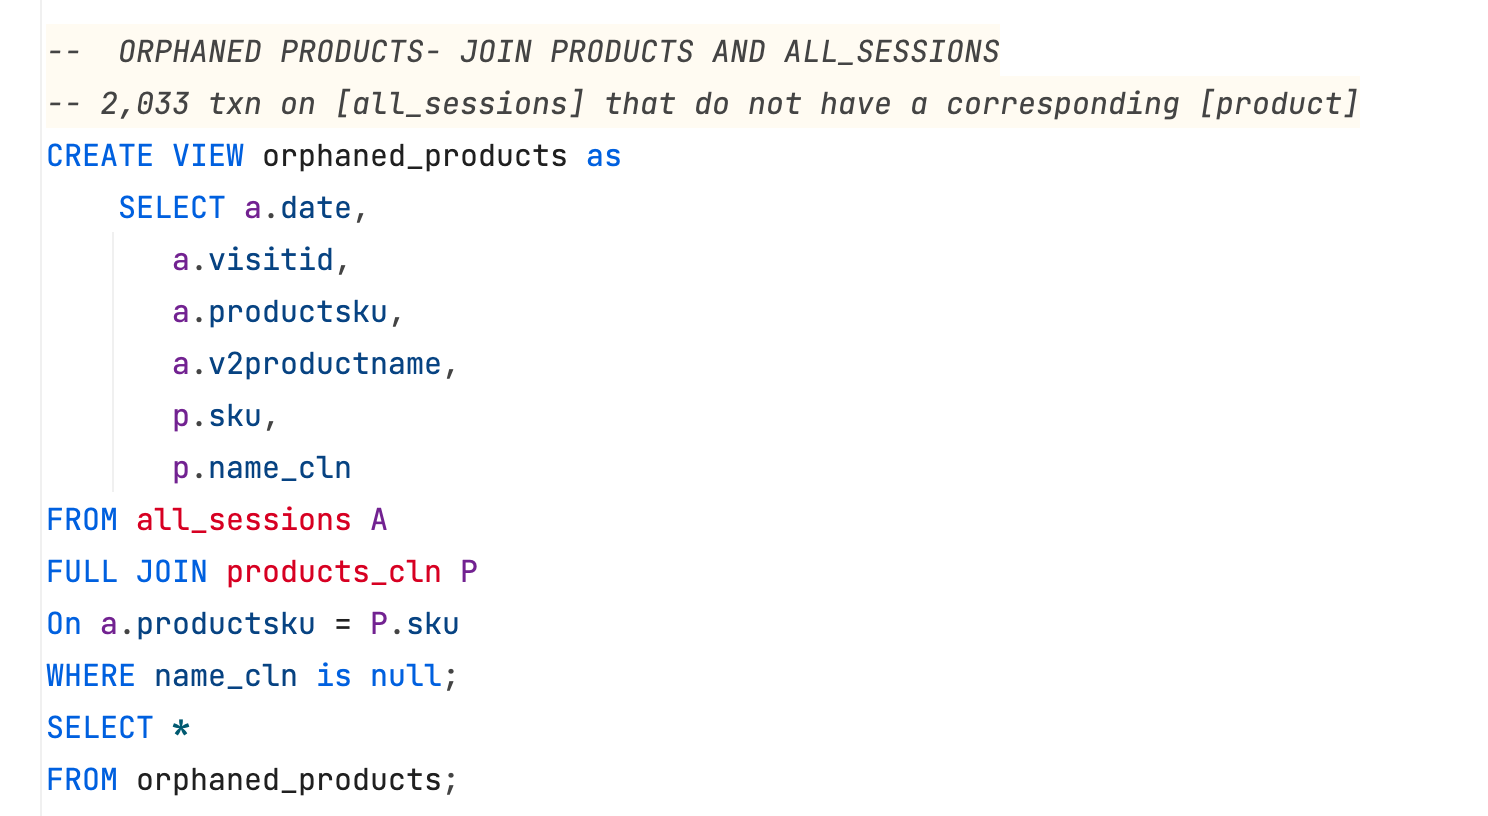 --  ORPHANED PRODUCTS- JOIN PRODUCTS AND ALL_SESSIONS
-- 2,033 txn on [all_sessions] that do not have a corresponding [product]
CREATE VIEW orphaned_products as
    SELECT a.date,
       a.visitid,
       a.productsku,
       a.v2productname,
       p.sku,
       p.name_cln
FROM all_sessions A
FULL JOIN products_cln P
On a.productsku = P.sku
WHERE name_cln is null;
SELECT *
FROM orphaned_products;